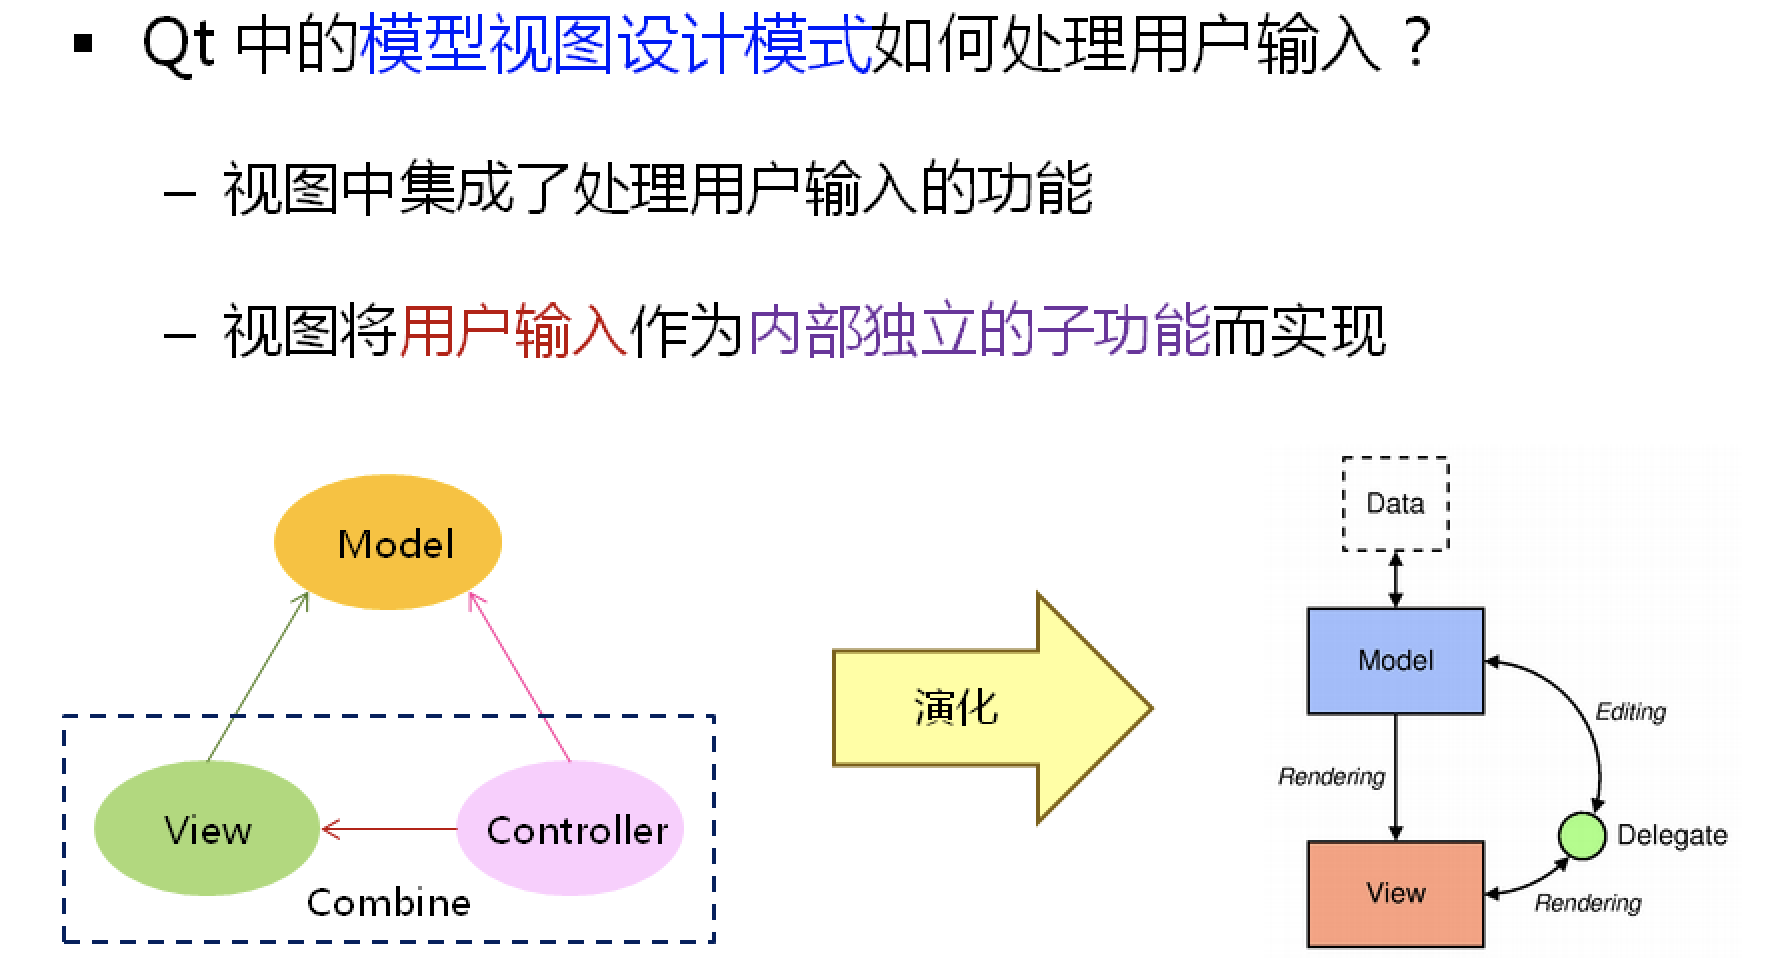 ▪ Qt 中的模型视图设计模式如何处理用户输入？
– 视图中集成了处理用户输入的功能
– 视图将用户输入作为内部独立的子功能而实现
Model
View
Controller
Combine
演化
Data
Model
Editing
Rendering
Delegate
View
Rendering